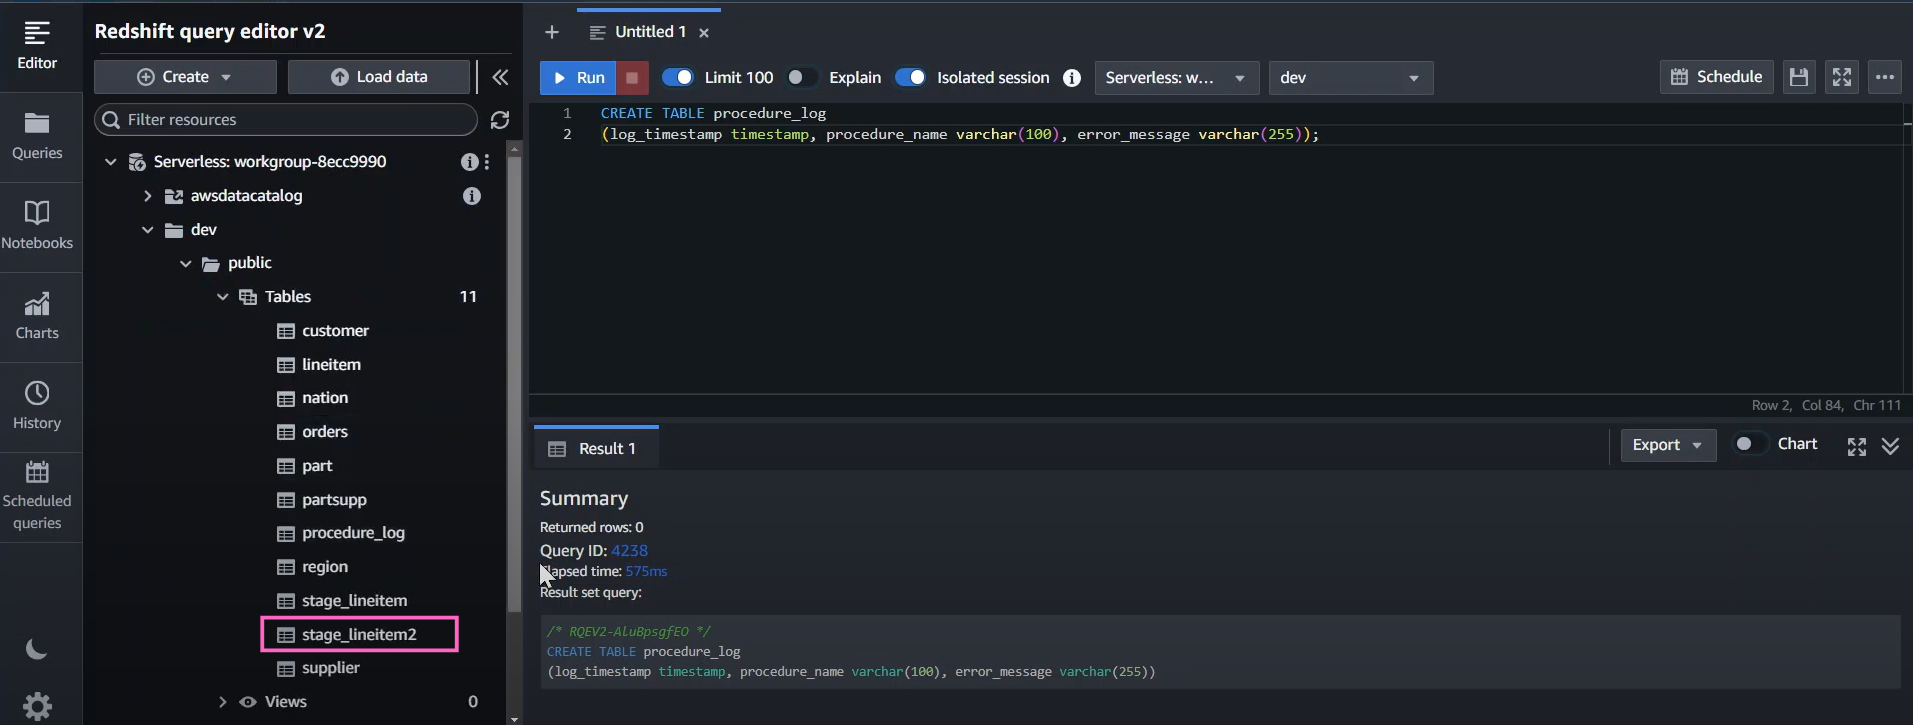 Editor
Queries
Notebooks
Charts
History
Scheduled
queries
Redshift query editor v2
Create
Load data
Filter resources
Serverless: workgroup-8ecc9990
awsdatacatalog
dev
public
Tables 11
customer
lineitem
nation
orders
part
partsupp
procedure_log
region
stage_lineitem
stage_lineitem2
supplier
Views 0
+ Untitled 1 ×
Run Limit 100 Explain Isolated session Serverless: w... dev Schedule
1 CREATE TABLE procedure_log
2 (log_timestamp timestamp, procedure_name varchar(100), error_message varchar(255));
Row 2, Col 84, Chr 111
Result 1 Export Chart
Summary
Returned rows: 0
Query ID: 4238
lapsed time: 575ms
Result set query:
/* RQEV2-AluBpsgfEO */
CREATE TABLE procedure_log
(log_timestamp timestamp, procedure_name varchar(100), error_message varchar(255))